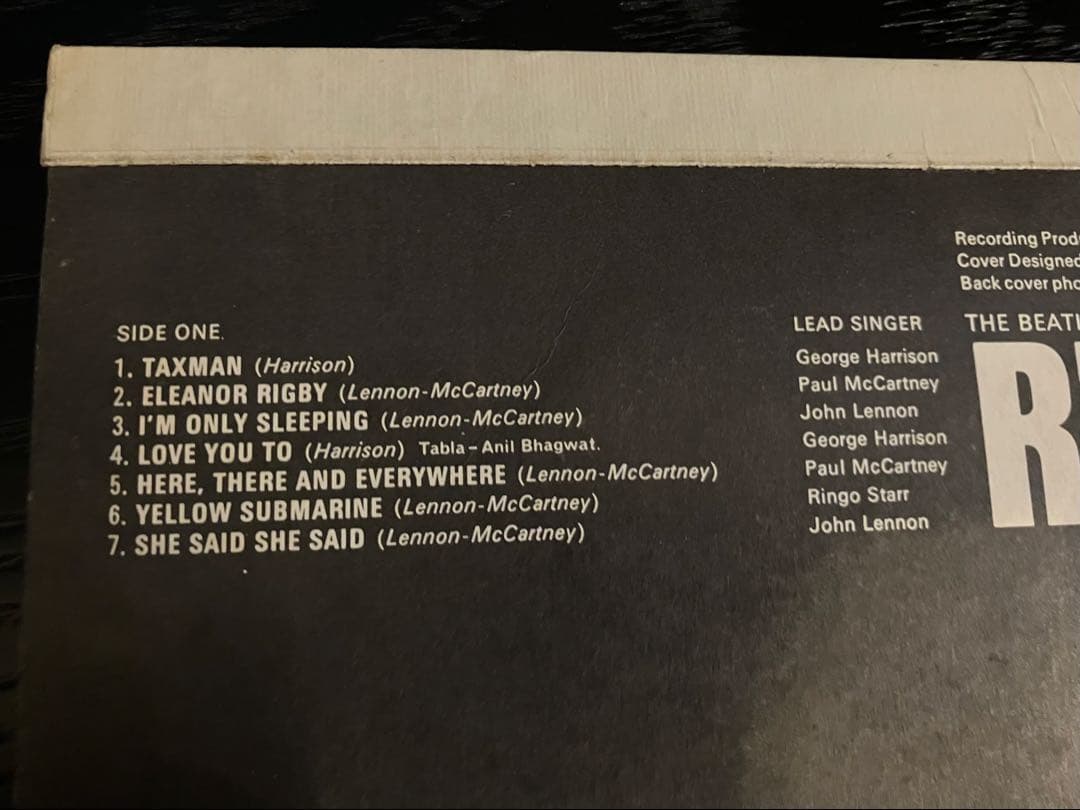 Recording
Cover Designed
Back cover
SIDE ONE.
LEAD SINGER
THE
1. TAXMAN (Harrison)
George Harrison
2. ELEANOR RIGBY (Lennon-McCartney)
Paul McCartney
3. I'M ONLY SLEEPING (Lennon-McCartney)
John Lennon
4. LOVE YOU TO (Harrison) Tabla-Anil Bhagwat.
George Harrison
5. HERE, THERE AND EVERYWHERE (Lennon-McCartney)
Paul McCartney
6. YELLOW SUBMARINE (Lennon-McCartney)
Ringo Starr
7. SHE SAID SHE SAID (Lennon-McCartney)
John Lennon